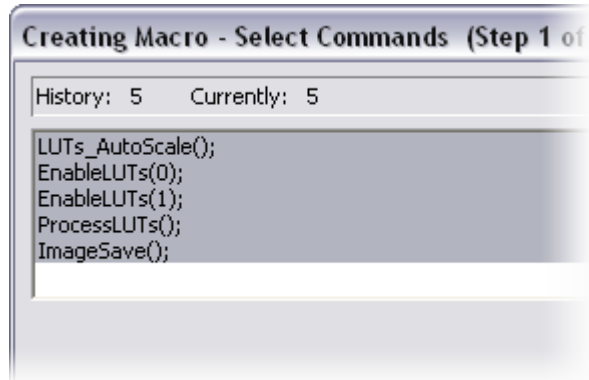 Creating Macro - Select Commands (Step 1 of
History: 5 Currently: 5
LUTs_AutoScale();
EnableLUTs(0);
EnableLUTs(1);
ProcessLUTs();
ImageSave();